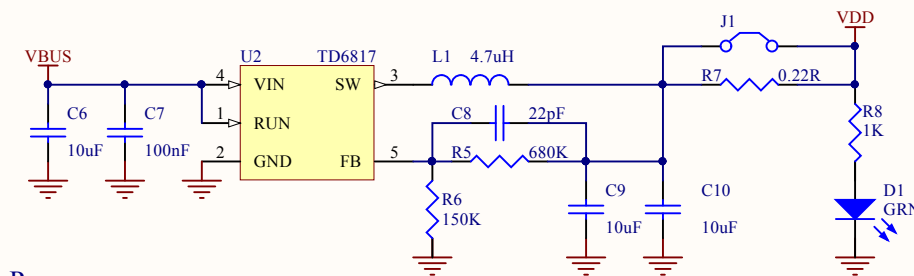 J1
VDD
U2 TD6817
L1 4.7uH
VBUS
4 VIN SW 3
R7 0.22R
C6 C7
1 RUN
C8 22pF
R8
1K
10uF 100nF
2 GND FB 5
R5 680K
R6
150K
C9 C10
10uF 10uF
D1
GRN